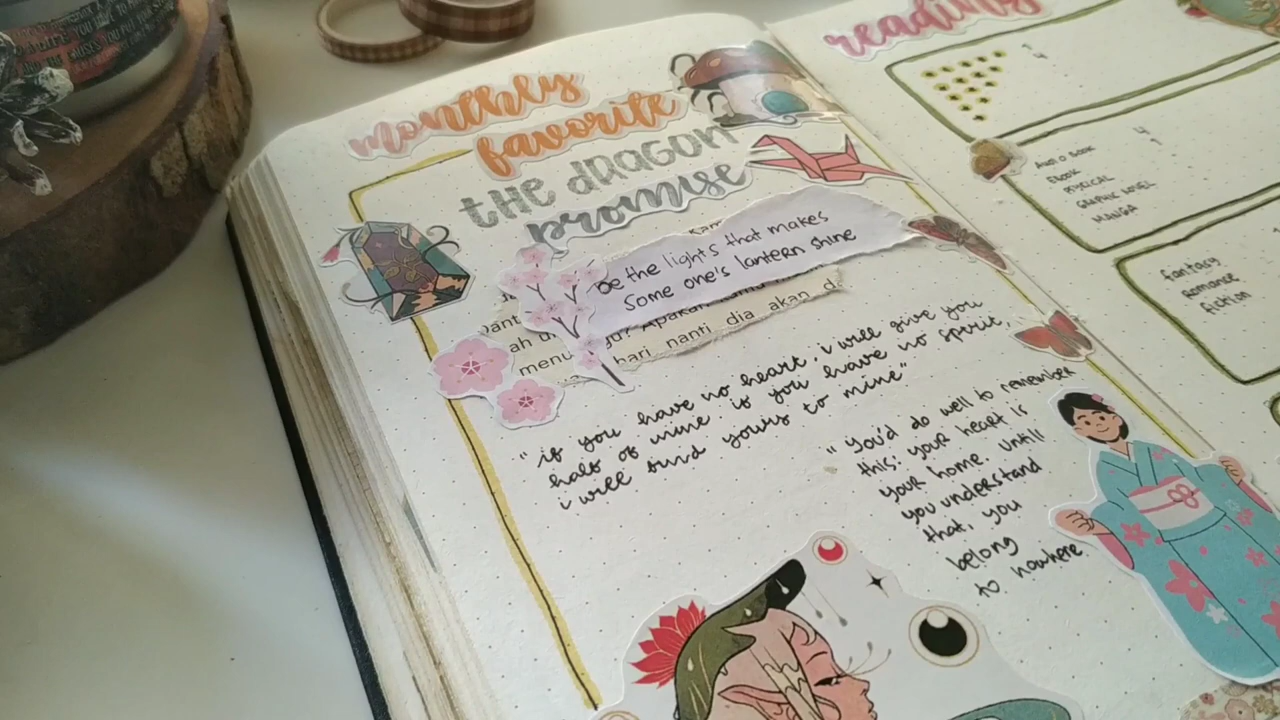 monthly
favorite
the dragon
promise
be the lights that makes
some one's lantern shine
hari nanti dia akan da
"if you have no heart, i will give you
half of mine. if you have no spirit,
i will bind yours to mine"
"You'd do well to remember
this: your heart is
your home. Untill
you understand
that, you
belong
to nowhere
reading
Audio book
Ebook
Physical
Graphic novel
Manga
fantasy
Romance
fiction